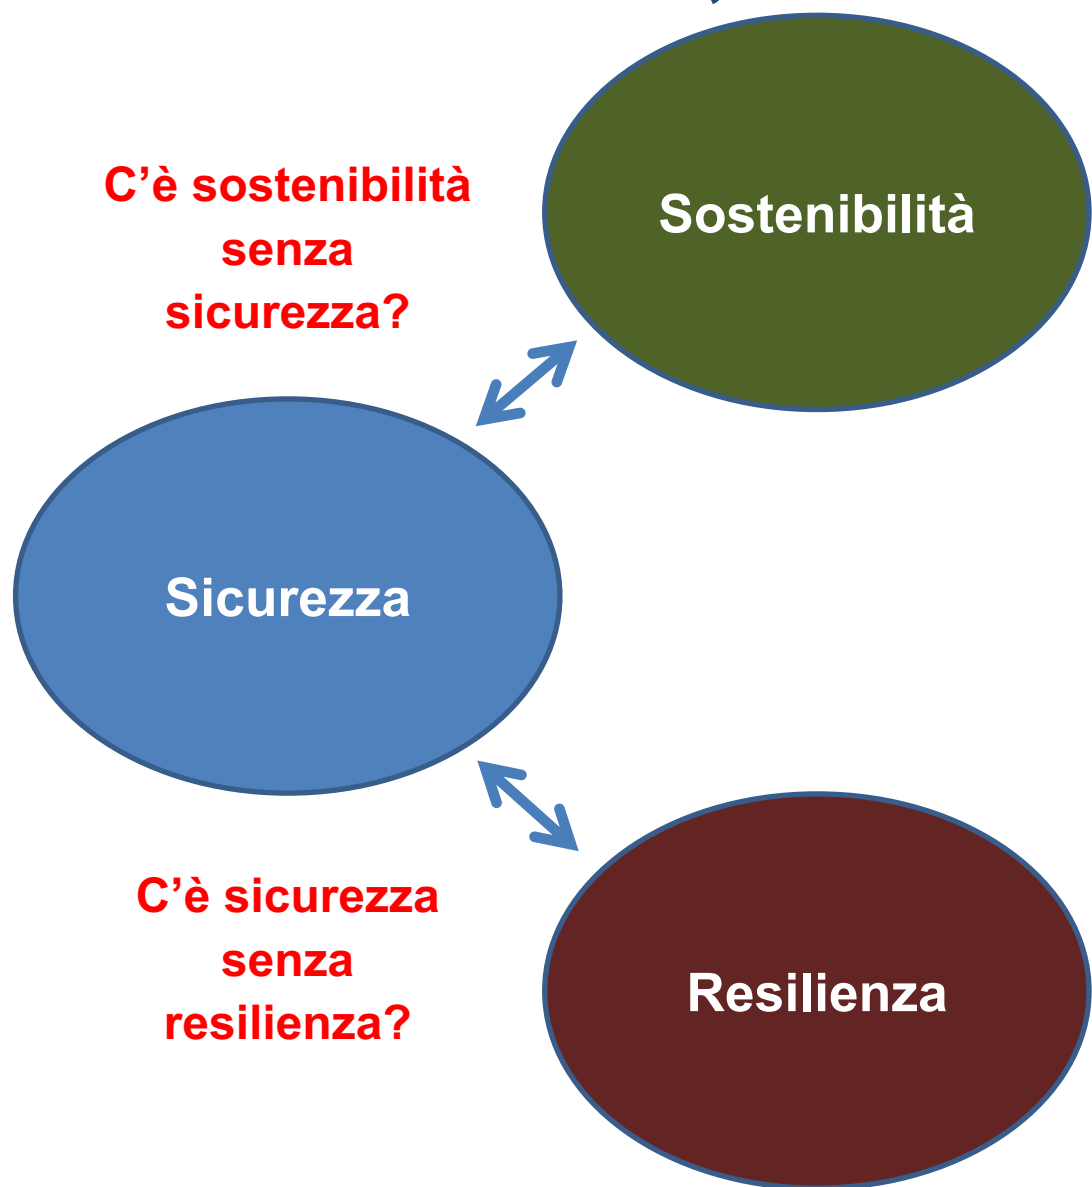 C’è sostenibilità
senza
sicurezza?
Sostenibilità
Sicurezza
C’è sicurezza
senza
resilienza?
Resilienza